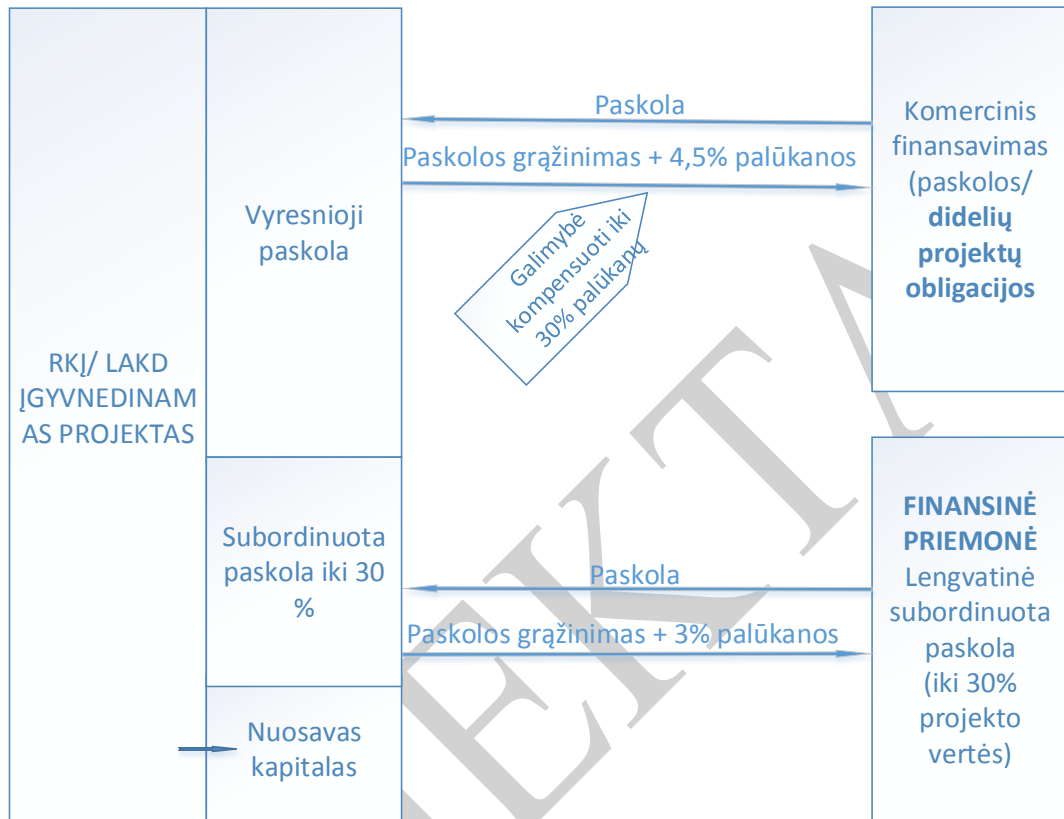 RKĮ/ LAKD
ĮGYVNEDINAM
AS PROJEKTAS
Vyresnioji
paskola
Subordinuota
paskola iki 30
%
Nuosavas
kapitalas
Paskola
Paskolos grąžinimas + 4,5% palūkanos
Galimybė
kompensuoti iki
30% palūkanų
Paskola
Paskolos grąžinimas + 3% palūkanos
Komercinis
finansavimas
(paskolos/
didelių
projektų
obligacijos
FINANSINĖ
PRIEMONĖ
Lengvatinė
subordinuota
paskola
(iki 30%
projekto
vertės)
EKTA